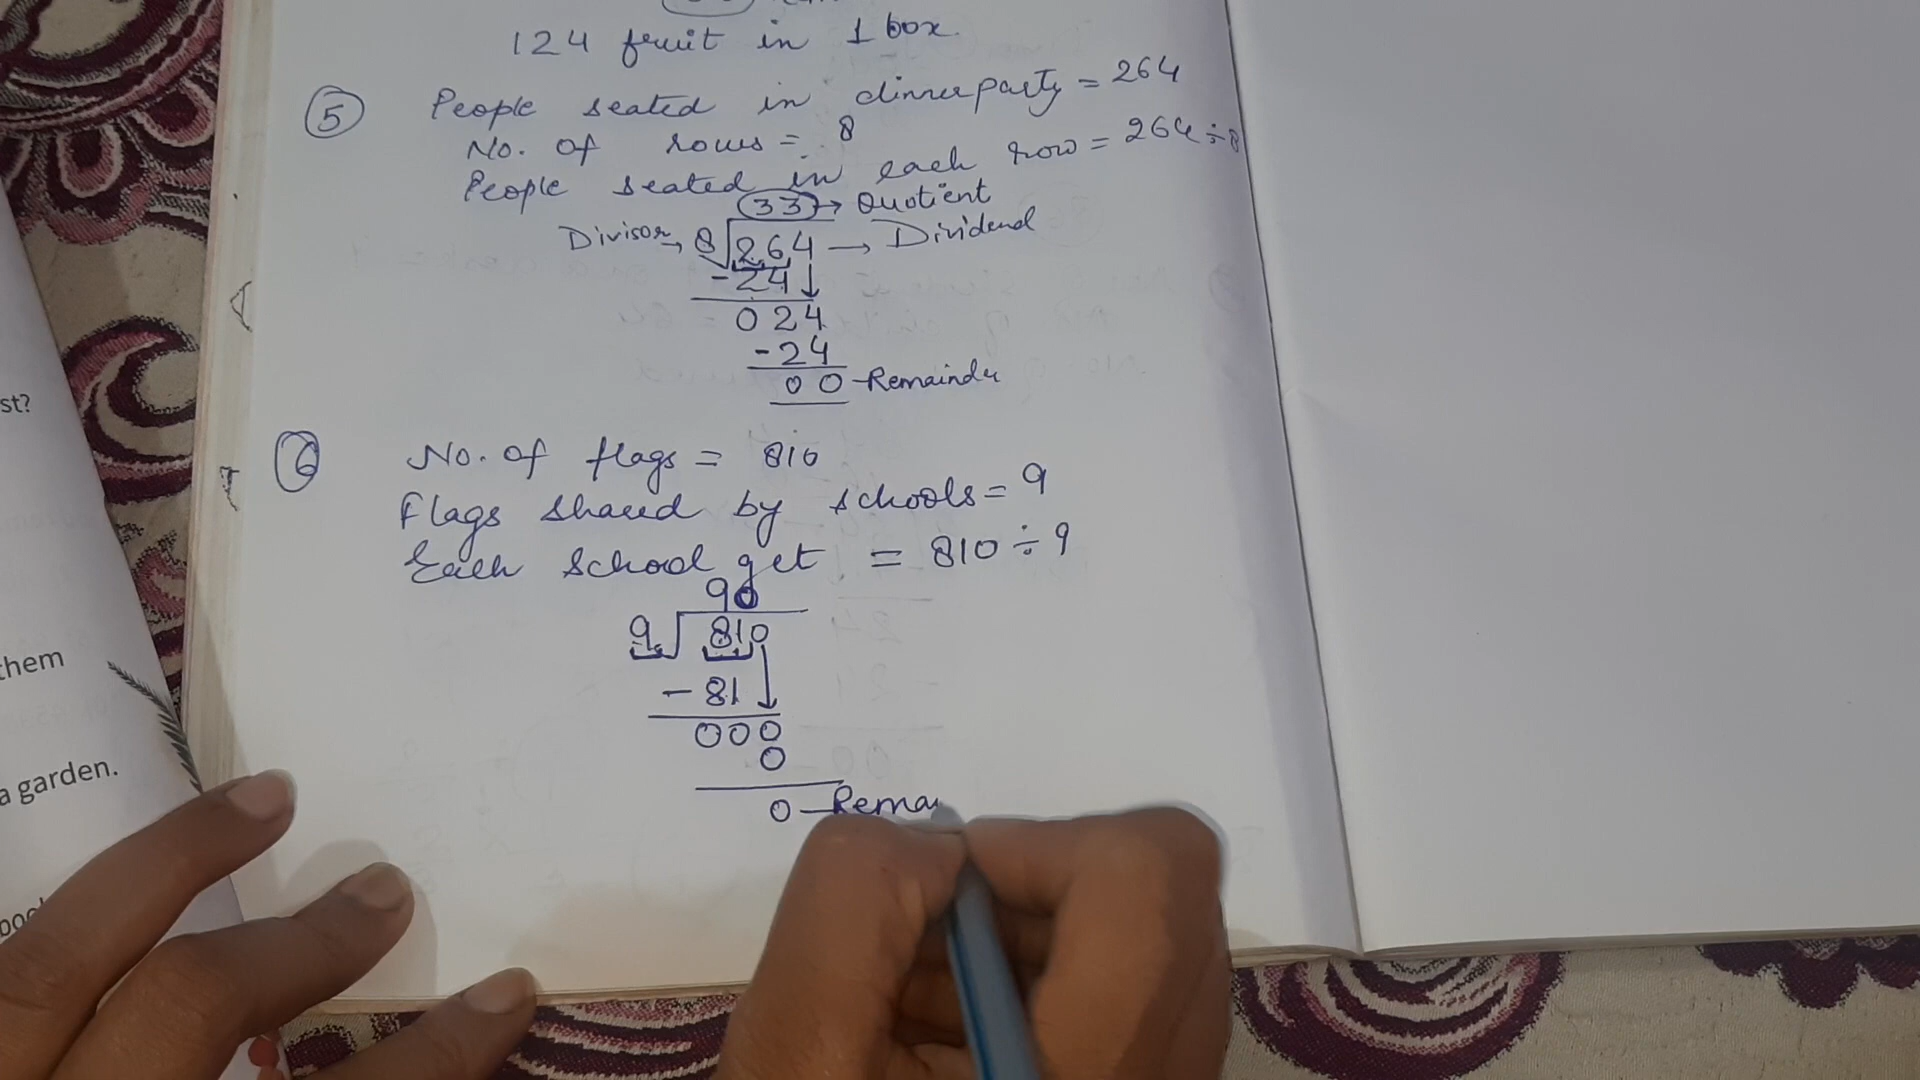 124 fruit in 1 box.
5 People seated in dinner party = 264
No. of rows = 8
People seated in each row = 264 ÷ 8
33 → Quotient
Divisor → 8 264 → Dividend
-24
024
-24
00 - Remainder
6 No. of flags = 810
Flags shared by schools = 9
Each school get = 810 ÷ 9
90
9 810
- 81
000
0
0 - Remai
st?
them
a garden.